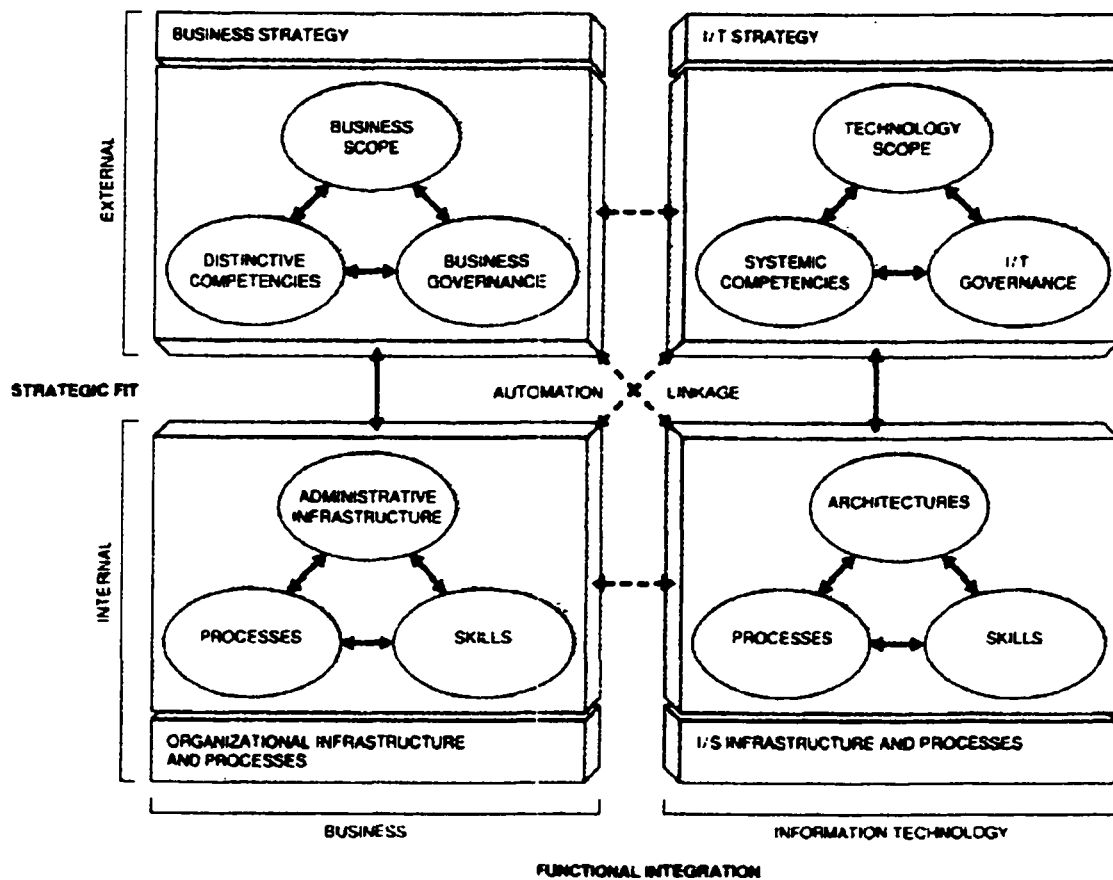 BUSINESS STRATEGY
I/T STRATEGY
EXTERNAL
BUSINESS
SCOPE
DISTINCTIVE
COMPETENCIES
BUSINESS
GOVERNANCE
TECHNOLOGY
SCOPE
SYSTEMIC
COMPETENCIES
I/T
GOVERNANCE
STRATEGIC FIT
AUTOMATION
LINKAGE
INTERNAL
ADMINISTRATIVE
INFRASTRUCTURE
PROCESSES
SKILLS
ARCHITECTURES
PROCESSES
SKILLS
ORGANIZATIONAL INFRASTRUCTURE
AND PROCESSES
I/S INFRASTRUCTURE AND PROCESSES
BUSINESS
INFORMATION TECHNOLOGY
FUNCTIONAL INTEGRATION